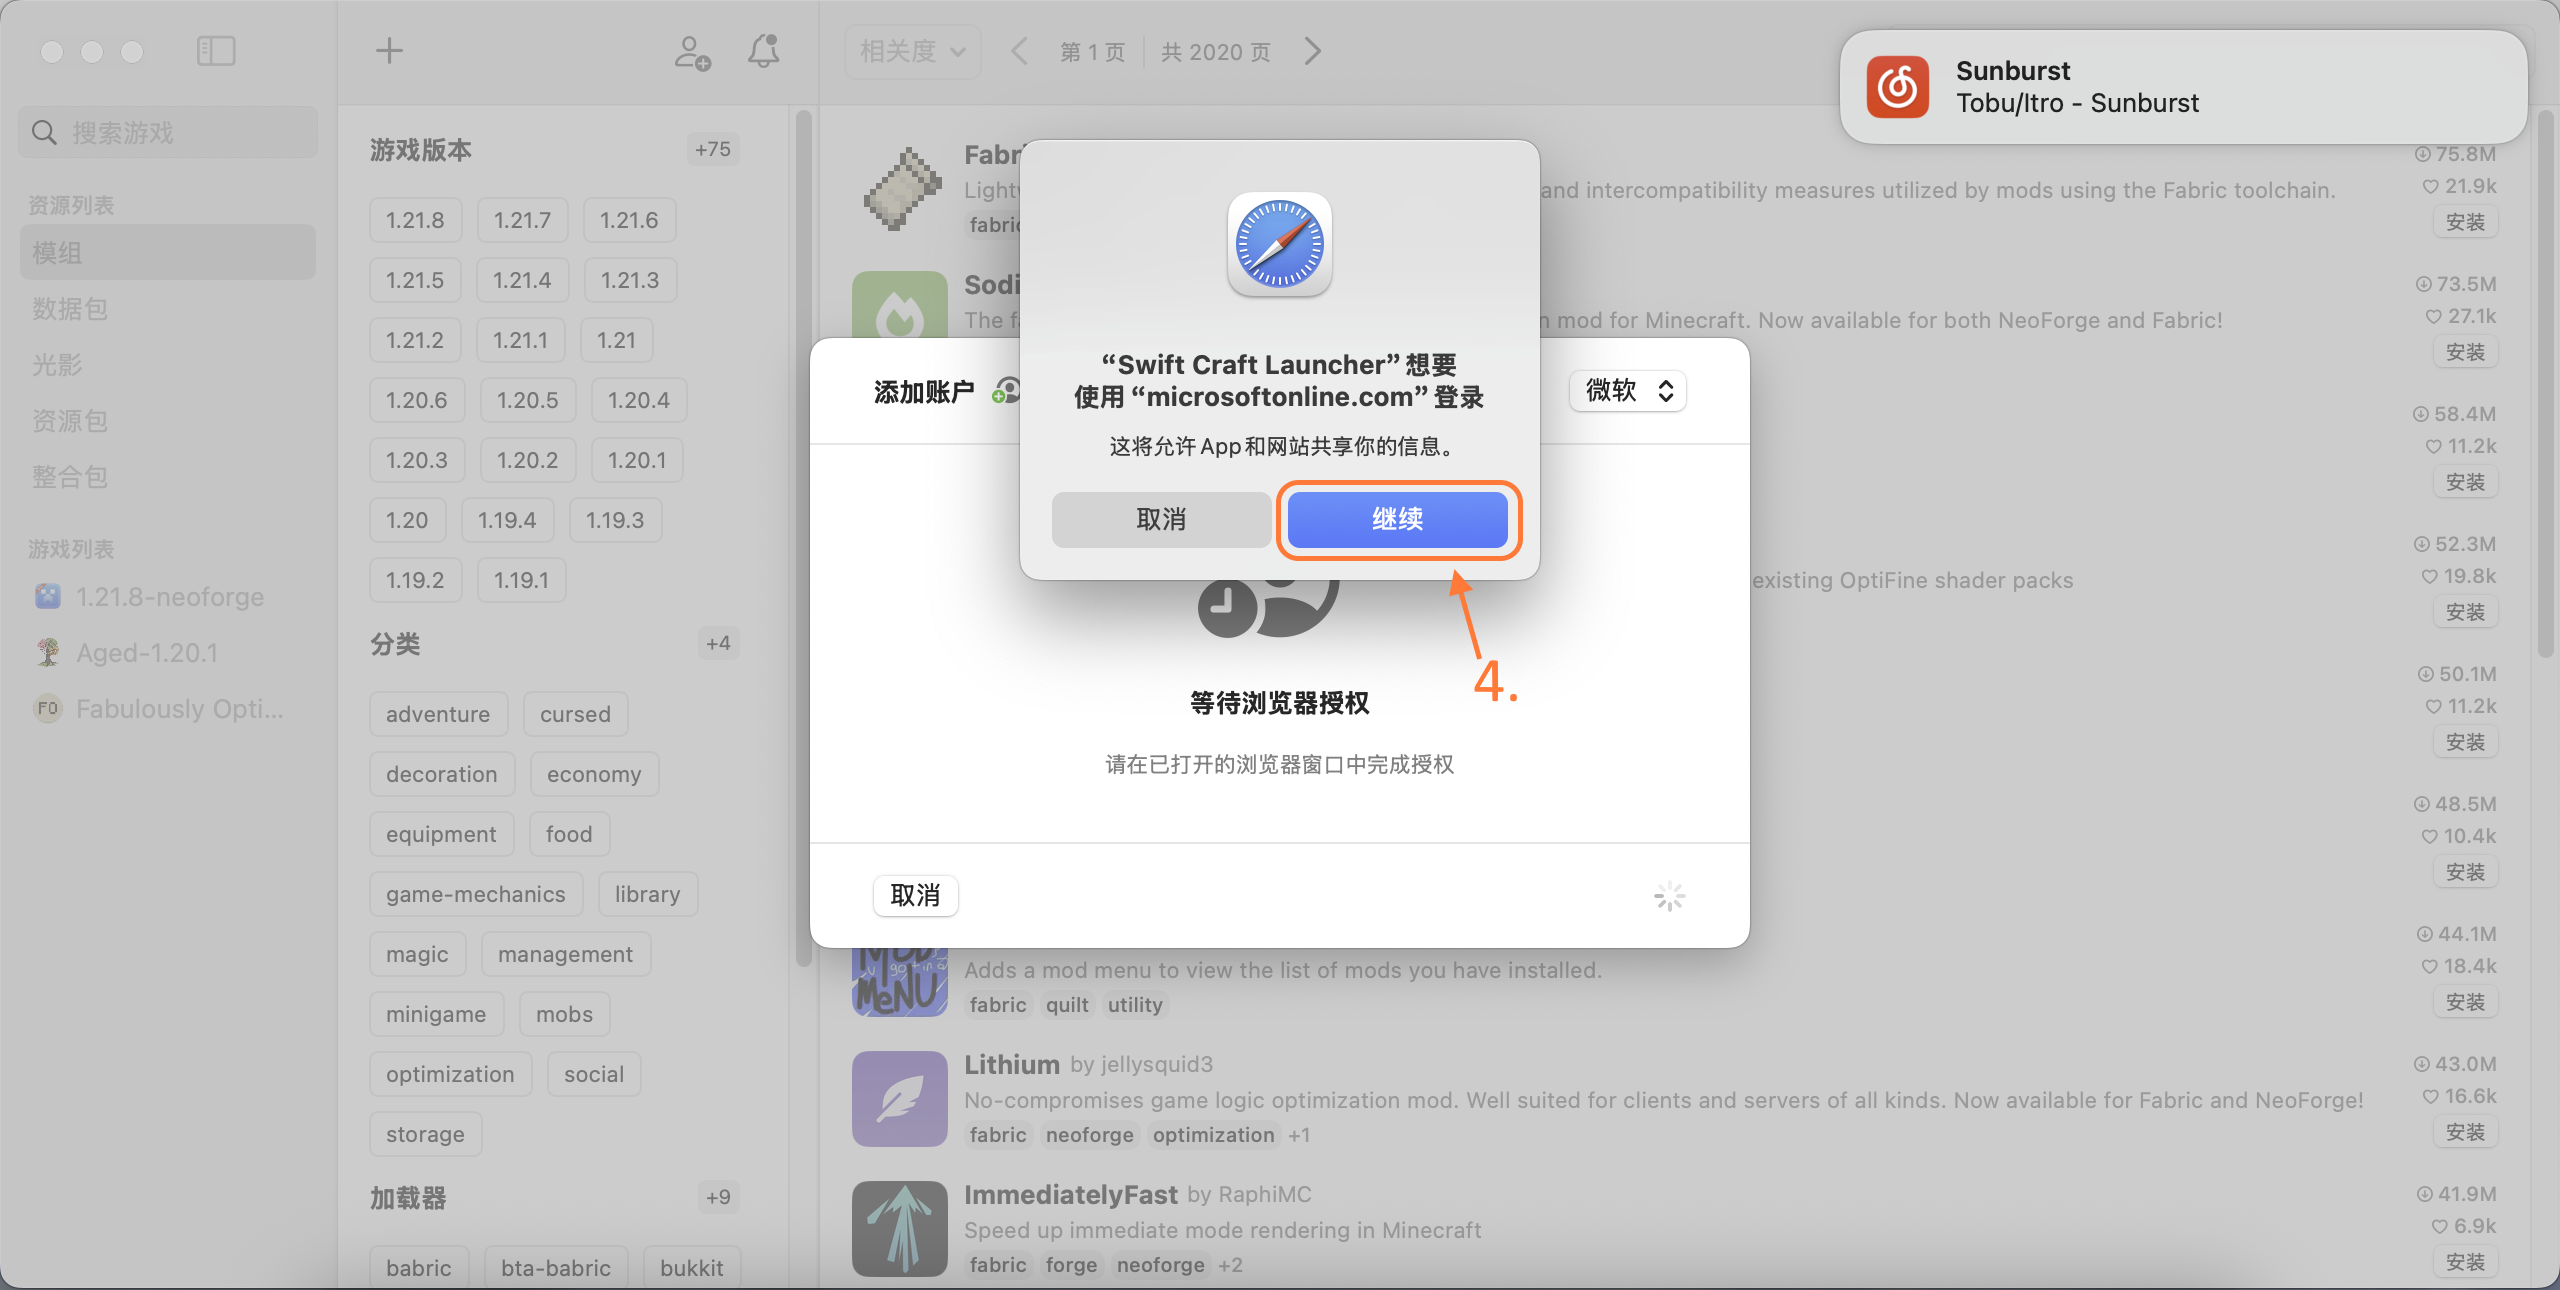 搜索游戏
资源列表
模组
数据包
光影
资源包
整合包
游戏列表
1.21.8-neoforge
Aged-1.20.1
FO Fabulously Opti...
游戏版本 +75
1.21.8 1.21.7 1.21.6
1.21.5 1.21.4 1.21.3
1.21.2 1.21.1 1.21
1.20.6 1.20.5 1.20.4
1.20.3 1.20.2 1.20.1
1.20 1.19.4 1.19.3
1.19.2 1.19.1
分类 +4
adventure cursed
decoration economy
equipment food
game-mechanics library
magic management
minigame mobs
optimization social
storage
加载器 +9
babric bta-babric bukkit
相关度 第 1 页 共 2020 页
Sunburst
Tobu/Itro - Sunburst
75.8M
and intercompatibility measures utilized by mods using the Fabric toolchain.
21.9k
安装
73.5M
mod for Minecraft. Now available for both NeoForge and Fabric!
27.1k
安装
58.4M
11.2k
安装
52.3M
existing OptiFine shader packs
19.8k
安装
50.1M
11.2k
安装
48.5M
10.4k
安装
“Swift Craft Launcher”想要
使用“microsoftonline.com”登录
这将允许App和网站共享你的信息。
取消 继续
4.
添加账户 微软
等待浏览器授权
请在已打开的浏览器窗口中完成授权
取消
MeNU
44.1M
Adds a mod menu to view the list of mods you have installed.
18.4k
fabric quilt utility
安装
Lithium by jellysquid3
43.0M
No-compromises game logic optimization mod. Well suited for clients and servers of all kinds. Now available for Fabric and NeoForge!
16.6k
fabric neoforge optimization +1
安装
ImmediatelyFast by RaphiMC
41.9M
Speed up immediate mode rendering in Minecraft
6.9k
fabric forge neoforge +2
安装